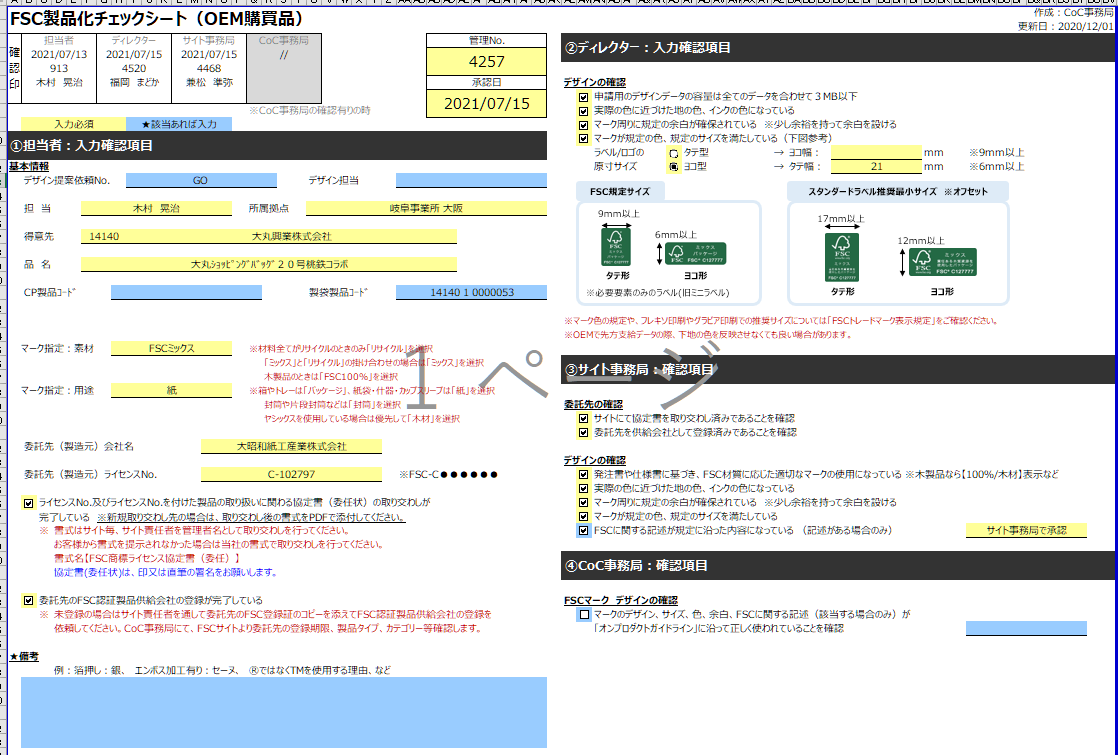 FSC製品化チェックシート（OEM購買品）
作成：CoC事務局
更新日：2020/12/01
確認印
担当者
2021/07/13
913
木村 晃治
ディレクター
2021/07/15
4520
福岡 まどか
サイト事務局
2021/07/15
4468
兼松 準弥
CoC事務局
//
※CoC事務局の確認有りの時
管理No.
4257
承認日
2021/07/15
入力必須 ★該当あれば入力
①担当者：入力確認項目
基本情報
デザイン提案依頼No. GO デザイン担当
担 当 木村 晃治 所属拠点 岐阜事業所 大阪
得意先 14140 大丸興業株式会社
品 名 大丸ｼｮｯﾋﾟﾝｸﾞﾊﾞｯｸﾞ２０号桃鉄コラボ
CP製品ｺｰﾄﾞ 製袋製品ｺｰﾄﾞ 14140 1 0000053
マーク指定：素材 FSCミックス ※材料全てがリサイクルのときのみ「リサイクル」を選択
「ミックス」と「リサイクル」の掛け合わせの場合は「ミックス」を選択
木製品のときは「FSC100%」を選択
マーク指定：用途 紙 ※箱やトレーは「パッケージ」、紙袋・什器・カップスリーブは「紙」を選択
封筒や片段封筒などは「封筒」を選択
ヤシックスを使用している場合は優先して「木材」を選択
1 ページ
委託先（製造元）会社名 大昭和紙工産業株式会社
委託先（製造元）ライセンスNo. C-102797 ※FSC-C●●●●●●
ライセンスNo.及びライセンスNo.を付けた製品の取り扱いに関わる協定書（委任状）の取り交わしが
完了している ※新規取り交わし先の場合は、取り交わし後の書式をPDFで添付してください。
※ 書式はサイト毎、サイト責任者を管理者名として取り交わしを行ってください。
お客様から書式を提示されなかった場合は当社の書式で取り交わしを行ってください。
書式名【FSC商標ライセンス協定書（委任）】
協定書(委任状)は、印又は直筆の署名をお願いします。
委託先のFSC認証製品供給会社の登録が完了している
※ 未登録の場合はサイト責任者を通して委託先のFSC登録証のコピーを添えてFSC認証製品供給会社の登録を
依頼してください。CoC事務局にて、FSCサイトより委託先の登録期限、製品タイプ、カテゴリー等確認します。
★備考
例：箔押し：銀、 エンボス加工有り：セーヌ、 ®ではなくTMを使用する理由、など
②ディレクター：入力確認項目
デザインの確認
申請用のデザインデータの容量は全てのデータを合わせて３MB以下
実際の色に近づけた地の色、インクの色になっている
マーク周りに規定の余白が確保されている ※少し余裕を持って余白を設ける
マークが規定の色、規定のサイズを満たしている（下図参考）
ラベル/ロゴの タテ型 → ヨコ幅： mm ※9mm以上
原寸サイズ ヨコ型 → タテ幅： 21 mm ※6mm以上
FSC規定サイズ
9mm以上
6mm以上
タテ形 ヨコ形
※必要要素のみのラベル(旧ミニラベル)
スタンダードラベル推奨最小サイズ ※オフセット
17mm以上
12mm以上
タテ形 ヨコ形
※マーク色の規定や、フレキソ印刷やグラビア印刷での推奨サイズについては「FSCトレードマーク表示規定」をご確認ください。
※OEMで先方支給データの際、下地の色を反映させなくても良い場合があります。
③サイト事務局：確認項目
委託先の確認
サイトにて協定書を取り交わし済みであることを確認
委託先を供給会社として登録済みであることを確認
デザインの確認
発注書や仕様書に基づき、FSC材質に応じた適切なマークの使用になっている ※木製品なら【100%/木材】表示など
実際の色に近づけた地の色、インクの色になっている
マーク周りに規定の余白が確保されている ※少し余裕を持って余白を設ける
マークが規定の色、規定のサイズを満たしている
FSCに関する記述が規定に沿った内容になっている （記述がある場合のみ） サイト事務局で承認
④CoC事務局：確認項目
FSCマーク デザインの確認
マークのデザイン、サイズ、色、余白、FSCに関する記述（該当する場合のみ）が
「オンプロダクトガイドライン」に沿って正しく使われていることを確認